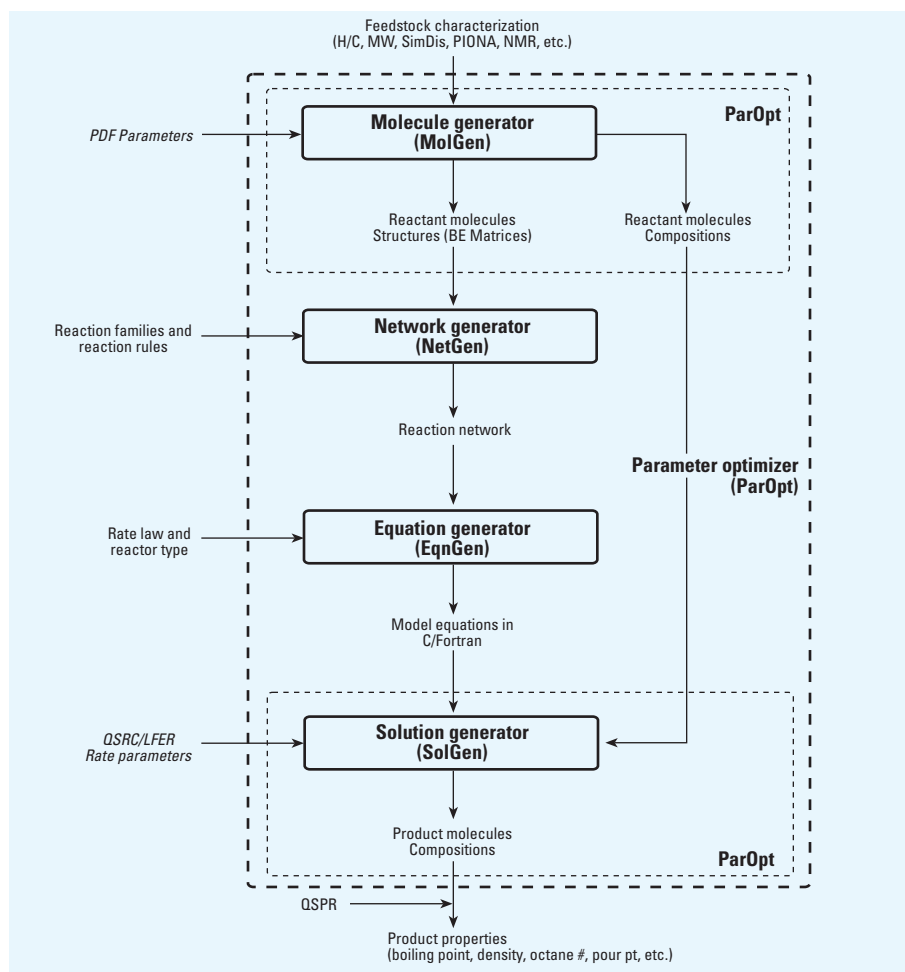 Feedstock characterization
(H/C, MW, SimDis, PIONA, NMR, etc.)
ParOpt
PDF Parameters
Molecule generator
(MolGen)
Reactant molecules
Structures (BE Matrices)
Reactant molecules
Compositions
Reaction families and
reaction rules
Network generator
(NetGen)
Reaction network
Parameter optimizer
(ParOpt)
Rate law and
reactor type
Equation generator
(EqnGen)
Model equations in
C/Fortran
QSRC/LFER
Rate parameters
Solution generator
(SolGen)
Product molecules
Compositions
ParOpt
QSPR
Product properties
(boiling point, density, octane #, pour pt, etc.)